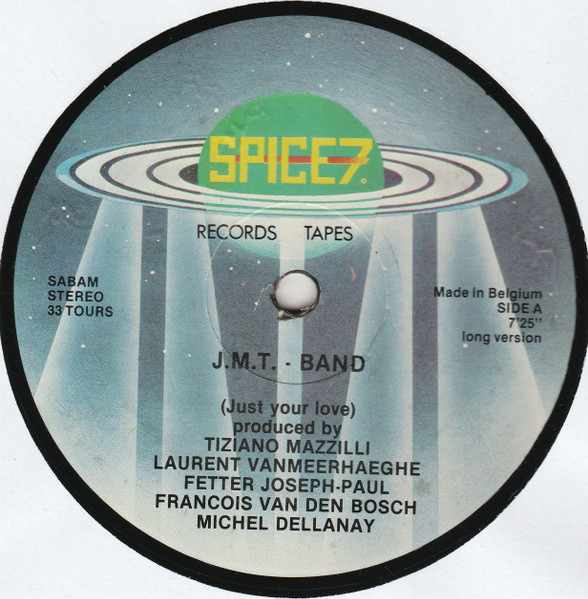 SPICE7®
RECORDS TAPES
SABAM
STEREO
33 TOURS
Made in Belgium
SIDE A
7'25"
long version
J.M.T. - BAND
(Just your love)
produced by
TIZIANO MAZZILLI
LAURENT VANMEERHAEGHE
FETTER JOSEPH-PAUL
FRANCOIS VAN DEN BOSCH
MICHEL DELLANAY